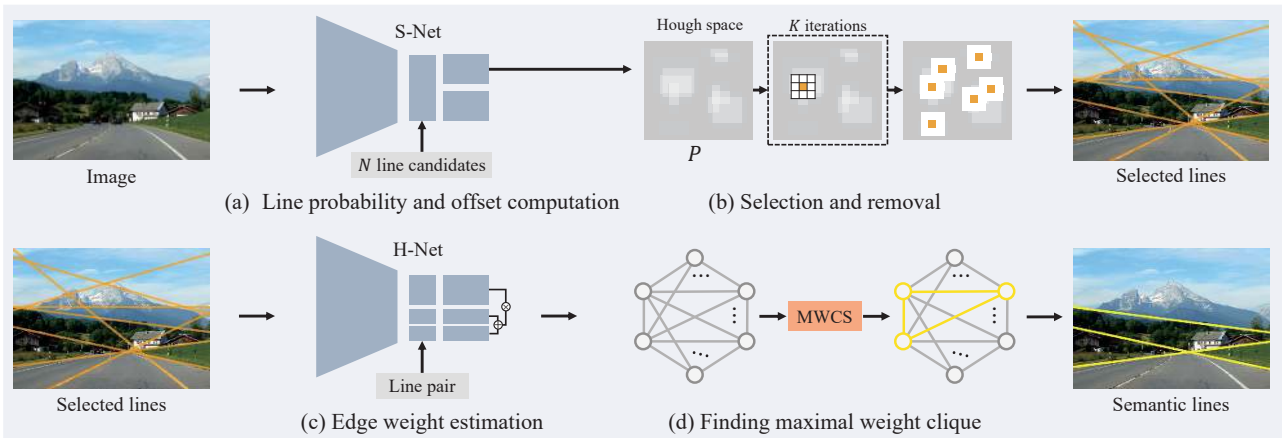 S-Net
Hough space
K iterations
N line candidates
P
Image
Selected lines
(a) Line probability and offset computation
(b) Selection and removal
H-Net
...
...
MWCS
...
...
...
...
Line pair
Selected lines
Semantic lines
(c) Edge weight estimation
(d) Finding maximal weight clique